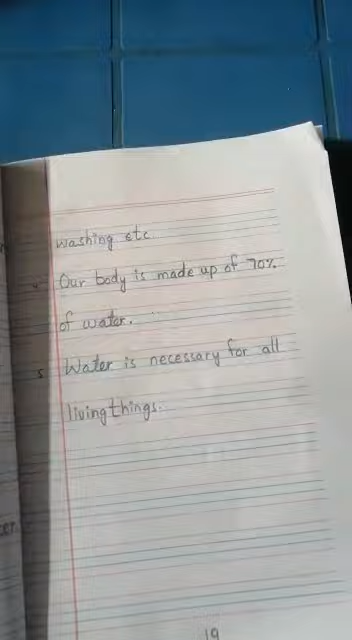 washing etc
Our body is made up of 70%
of water.
5 Water is necessary for all
living things.
19